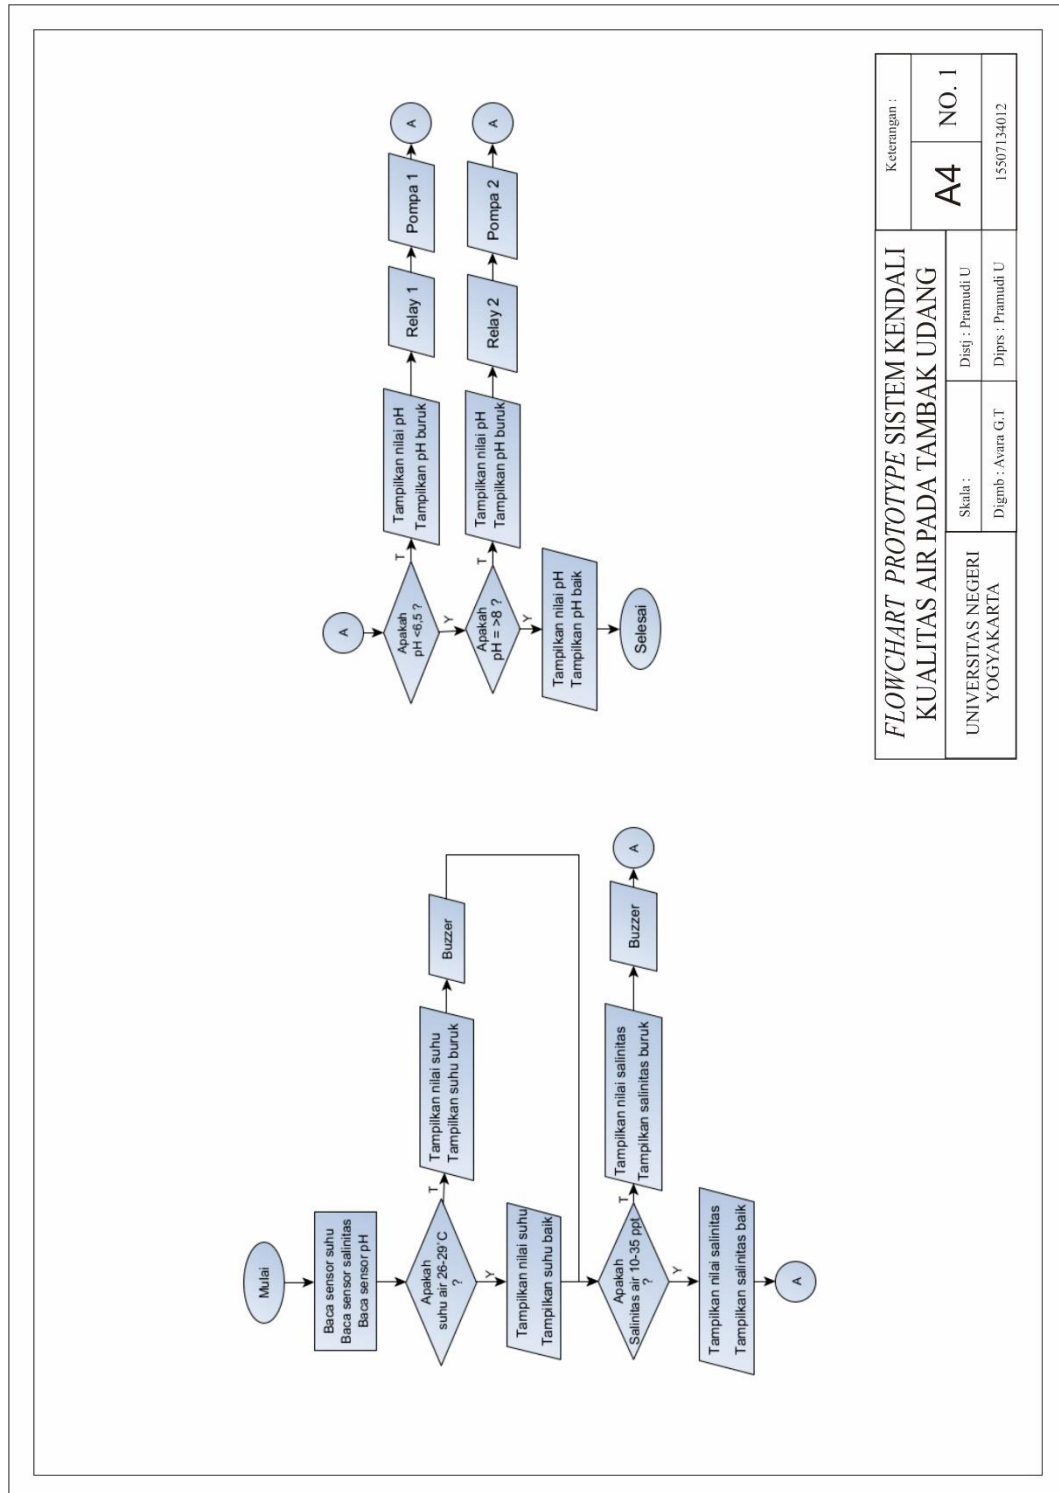 Mulai
Baca sensor suhu
Baca sensor salinitas
Baca sensor pH
Apakah
suhu air 26-29°C
?
T
Tampilkan nilai suhu
Tampilkan suhu buruk
Buzzer
Y
Tampilkan nilai suhu
Tampilkan suhu baik
Apakah
Salinitas air 10-35 ppt
?
T
Tampilkan nilai salinitas
Tampilkan salinitas buruk
Buzzer
A
Y
Tampilkan nilai salinitas
Tampilkan salinitas baik
A
A
Apakah
pH <6,5 ?
T
Tampilkan nilai pH
Tampilkan pH buruk
Relay 1
Pompa 1
A
Y
Apakah
pH = >8 ?
T
Tampilkan nilai pH
Tampilkan pH buruk
Relay 2
Pompa 2
A
Y
Tampilkan nilai pH
Tampilkan pH baik
Selesai
FLOWCHART PROTOTYPE SISTEM KENDALI
KUALITAS AIR PADA TAMBAK UDANG
Keterangan :
A4
NO. 1
UNIVERSITAS NEGERI
YOGYAKARTA
Skala :
Distj : Pramudi U
Digmb : Avara G.T
Diprs : Pramudi U
15507134012